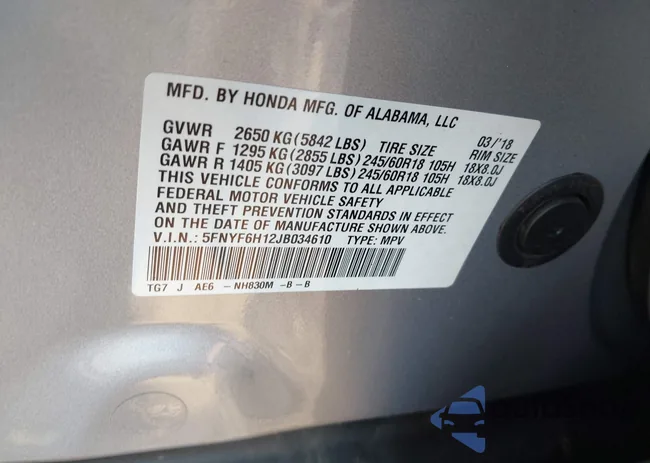 MFD. BY HONDA MFG. OF ALABAMA, LLC
GVWR 2650 KG (5842 LBS) TIRE SIZE 03/'18 RIM SIZE
GAWR F 1295 KG (2855 LBS) 245/60R18 105H 18X8.0J
GAWR R 1405 KG (3097 LBS) 245/60R18 105H 18X8.0J
THIS VEHICLE CONFORMS TO ALL APPLICABLE
FEDERAL MOTOR VEHICLE SAFETY
AND THEFT PREVENTION STANDARDS IN EFFECT
ON THE DATE OF MANUFACTURE SHOWN ABOVE.
V.I.N.: 5FNYF6H12JB034610 TYPE: MPV
TG7 J AE6 -NH830M -B-B